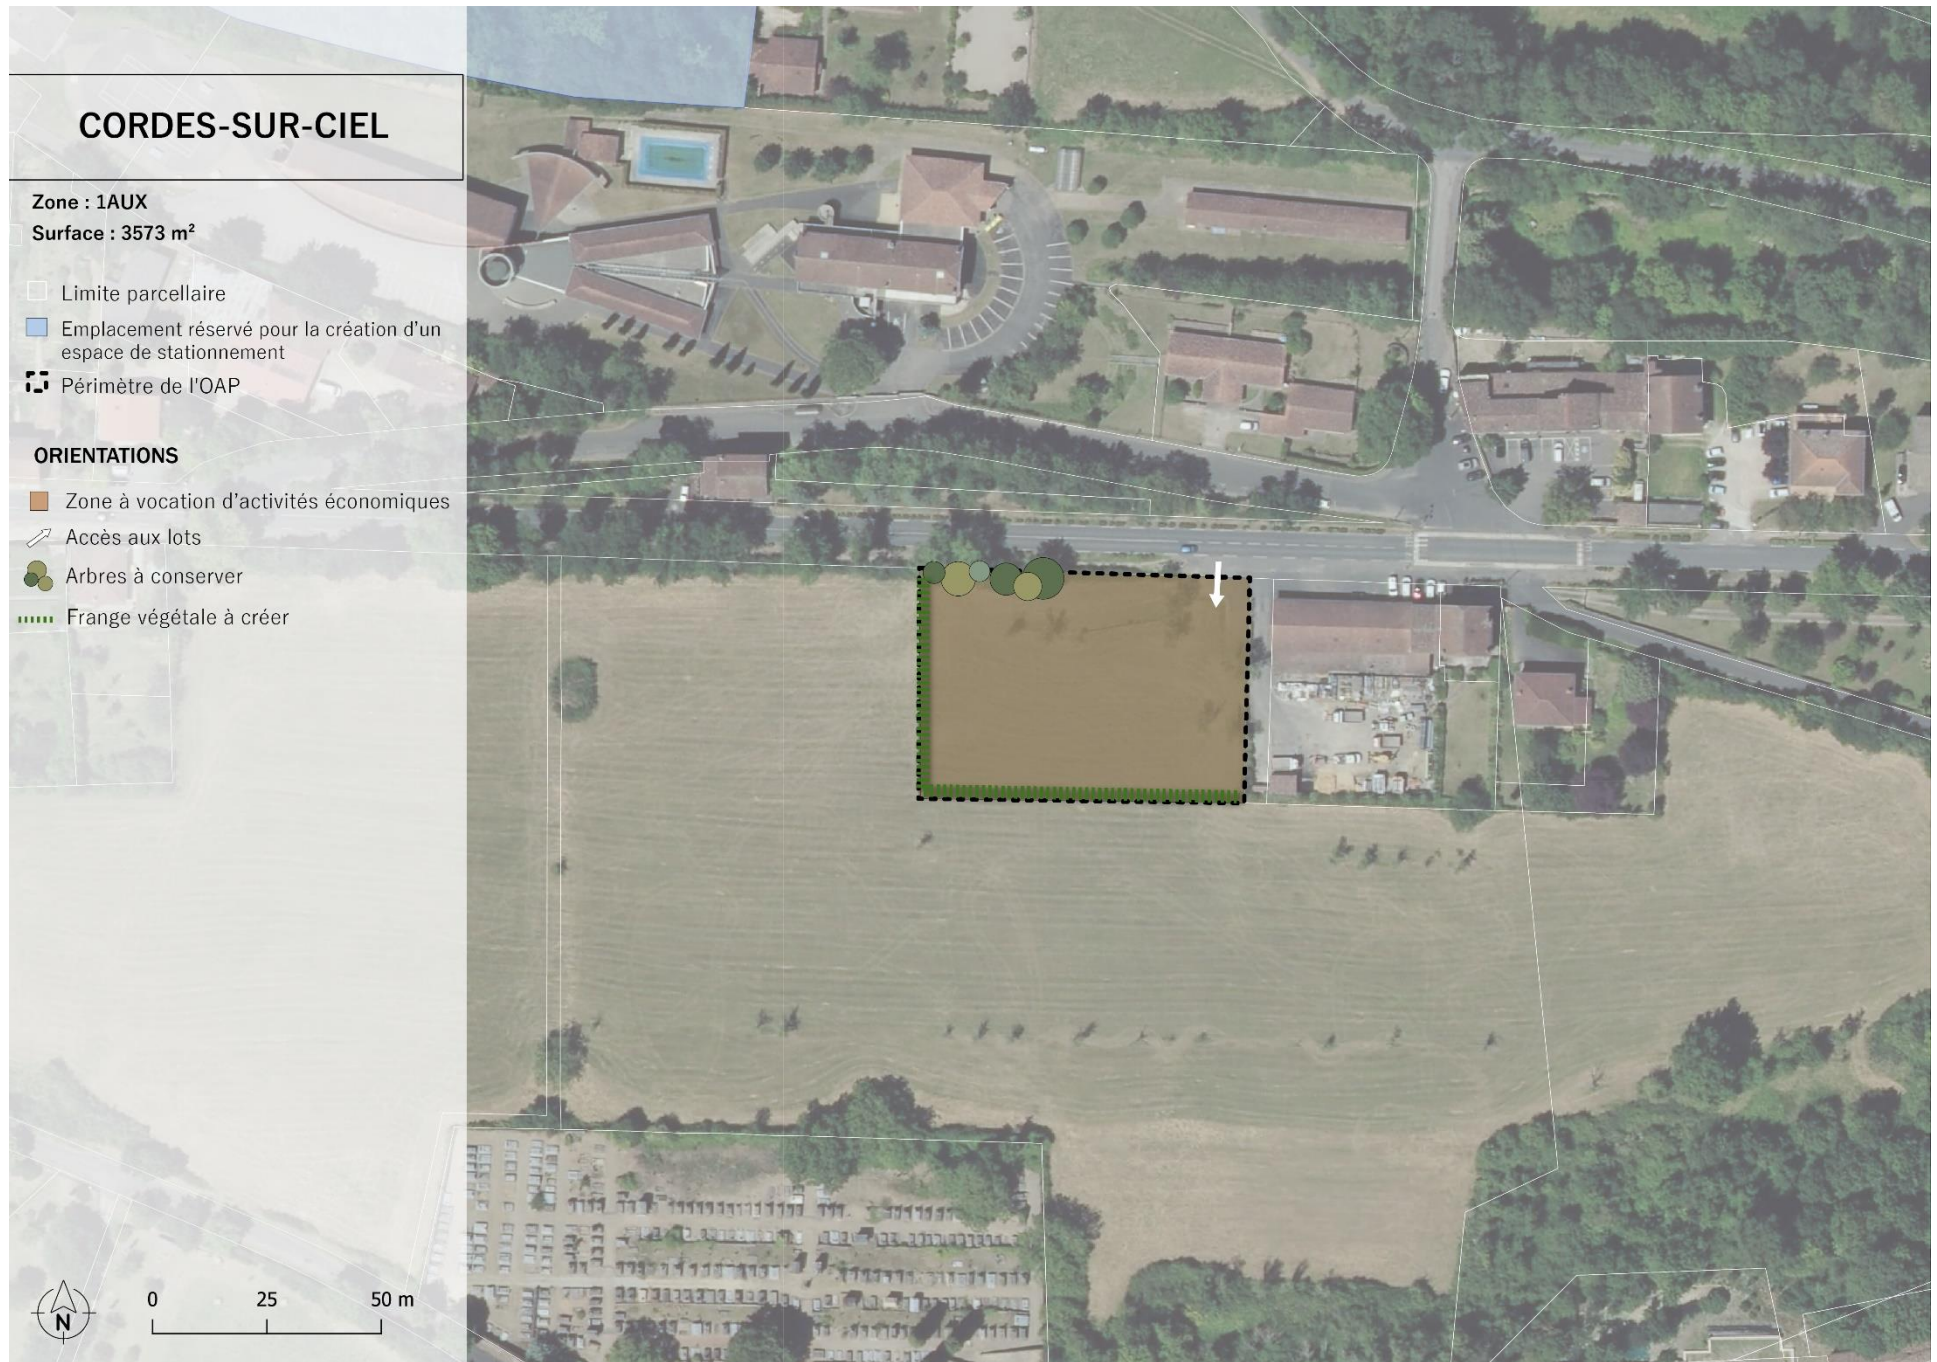 CORDES-SUR-CIEL
Zone : 1AUX
Surface : 3573 m²
Limite parcellaire
Emplacement réservé pour la création d'un
espace de stationnement
Périmètre de l'OAP
ORIENTATIONS
Zone à vocation d'activités économiques
Accès aux lots
Arbres à conserver
Frange végétale à créer
N
0 25 50 m